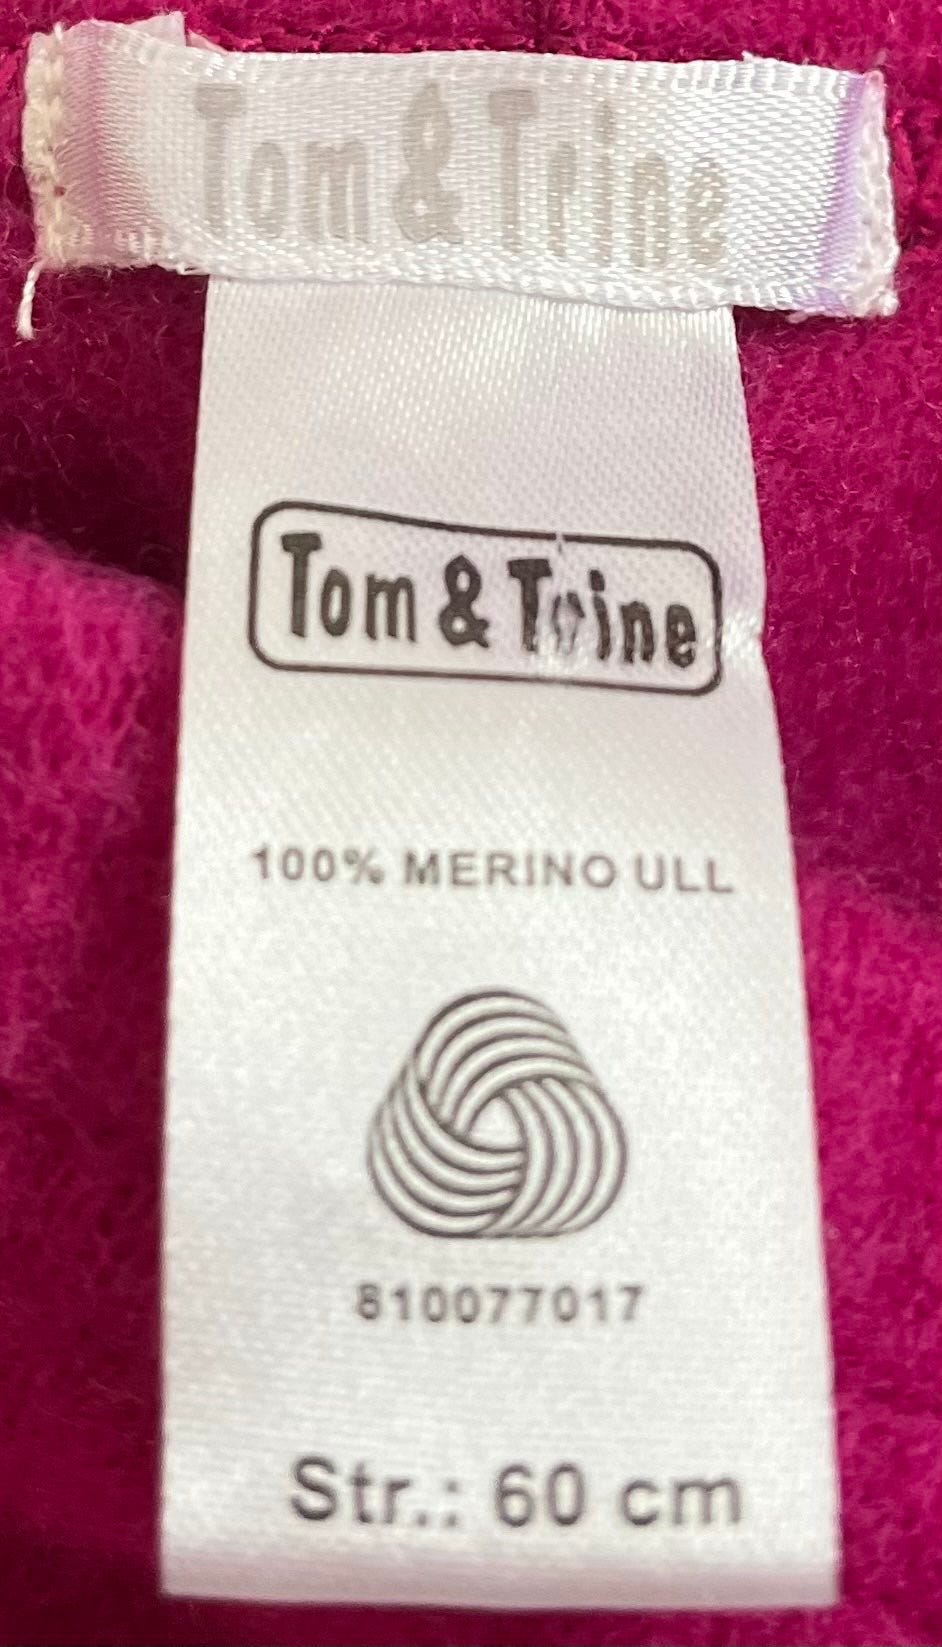 Tom & Trine
Tom & Trine
100% MERINO ULL
810077017
Str.: 60 cm